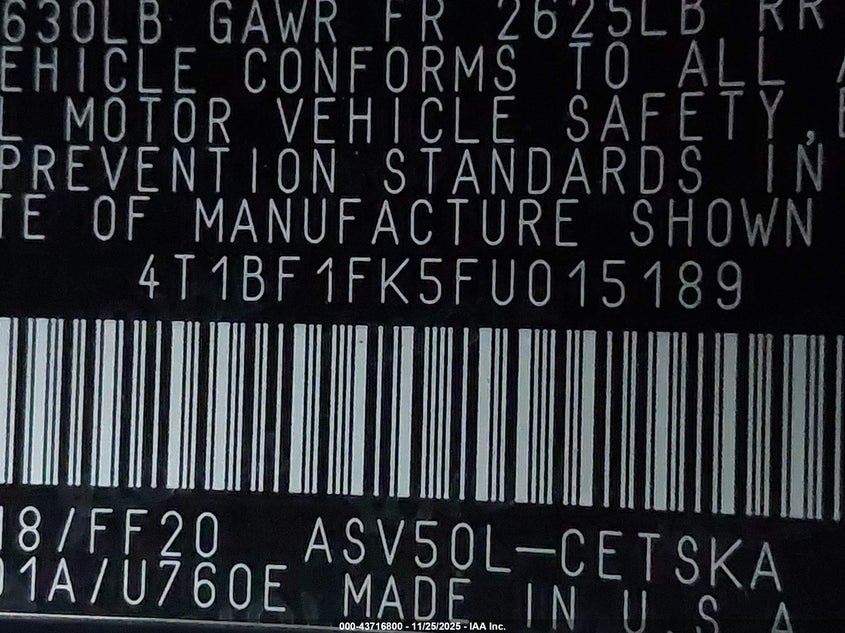 630LB GAWR FR 2625LB RR
EHICLE CONFORMS TO ALL
L MOTOR VEHICLE SAFETY,
PREVENTION STANDARDS IN
TE OF MANUFACTURE SHOWN
4T1BF1FK5FU015189
18/FF20 ASV50L-CETSKA
01A/U760E MADE IN U.S.A
000-43716800 - 11/25/2025 - IAA Inc.